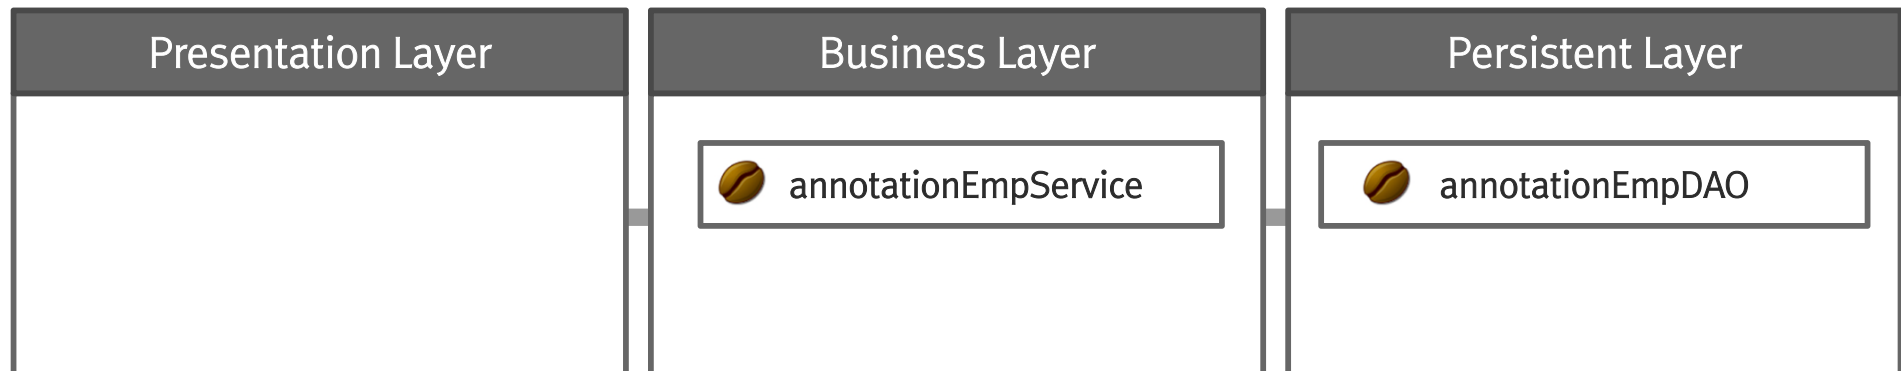 Presentation Layer
Business Layer
Persistent Layer
annotationEmpService
annotationEmpDAO